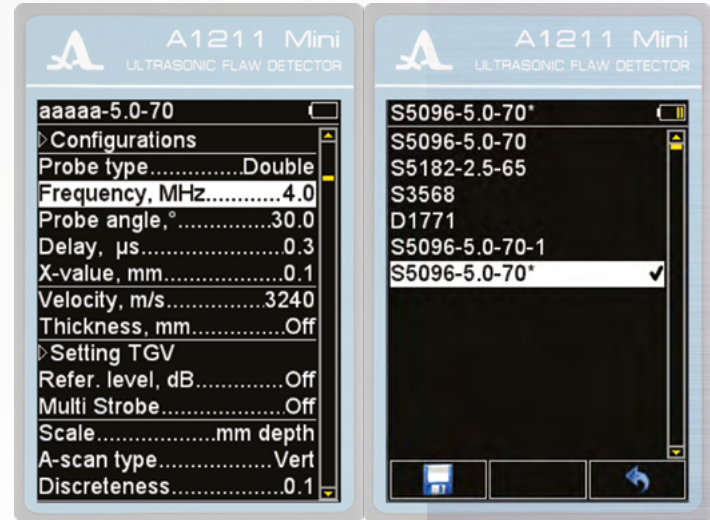 A1211 Mini
ULTRASONIC FLAW DETECTOR
aaaaa-5.0-70
Configurations
Probe type...............Double
Frequency, MHz............4.0
Probe angle,°...............30.0
Delay, µs.......................0.3
X-value, mm..................0.1
Velocity, m/s...............3240
Thickness, mm..............Off
Setting TGV
Refer. level, dB..............Off
Multi Strobe...................Off
Scale..................mm depth
A-scan type.................Vert
Discreteness.................0.1
A1211 Mini
ULTRASONIC FLAW DETECTOR
S5096-5.0-70*
S5096-5.0-70
S5182-2.5-65
S3568
D1771
S5096-5.0-70-1
S5096-5.0-70*